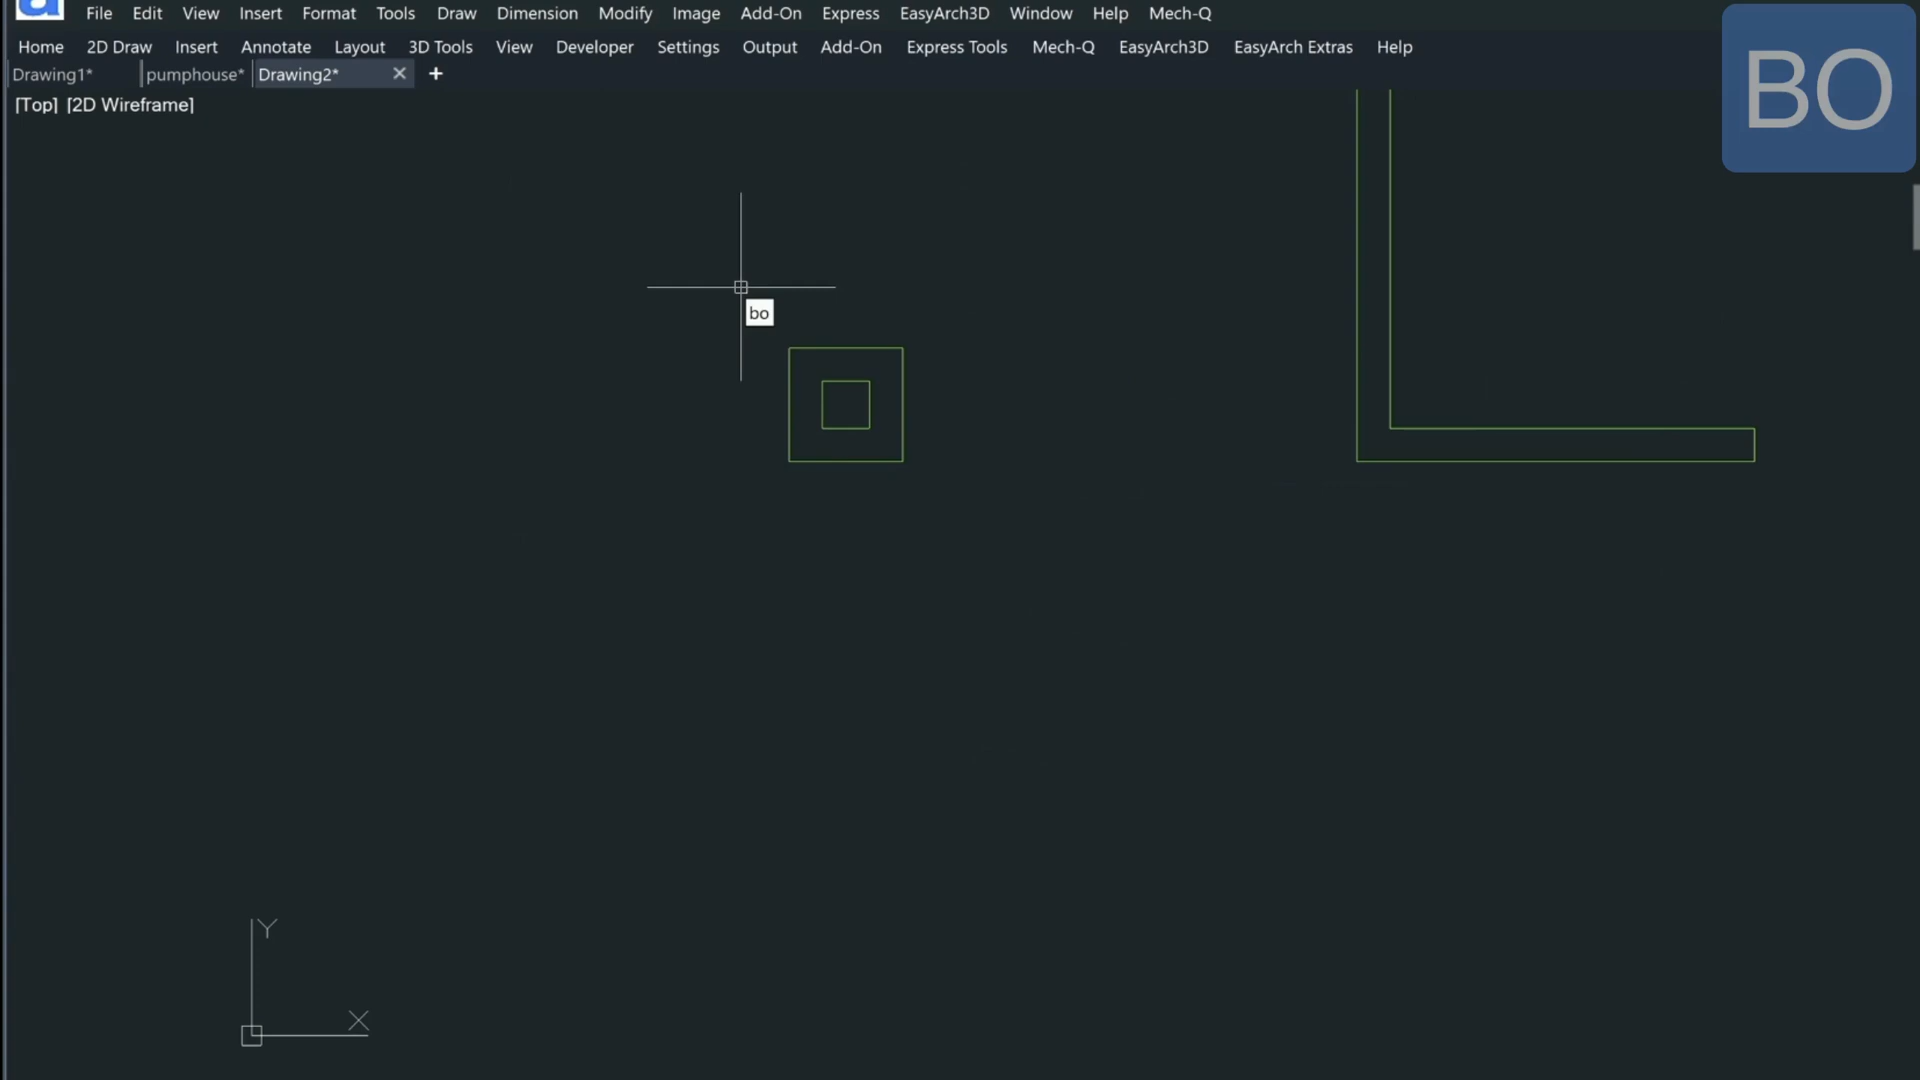 File Edit View Insert Format Tools Draw Dimension Modify Image Add-On Express EasyArch3D Window Help Mech-Q
Home 2D Draw Insert Annotate Layout 3D Tools View Developer Settings Output Add-On Express Tools Mech-Q EasyArch3D EasyArch Extras Help
Drawing1* pumphouse* Drawing2*
[Top] [2D Wireframe]
BO
bo
Y
X